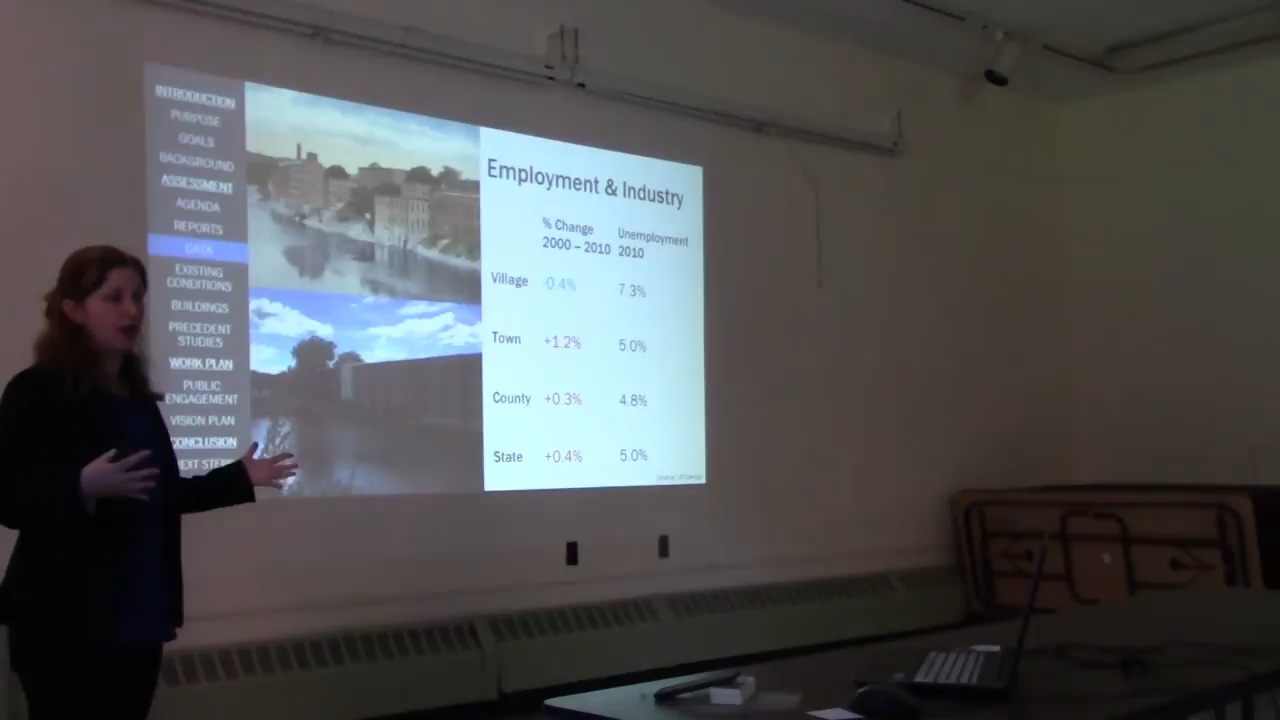 INTRODUCTION
PURPOSE
GOALS
BACKGROUND
ASSESSMENT
AGENDA
REPORTS
DATA
EXISTING
CONDITIONS
BUILDINGS
PRECEDENT
STUDIES
WORK PLAN
PUBLIC
ENGAGEMENT
VISION PLAN
CONCLUSION
NEXT
Employment & Industry
% Change Unemployment
2000 – 2010 2010
Village -0.4% 7.3%
Town +1.2% 5.0%
County +0.3% 4.8%
State +0.4% 5.0%